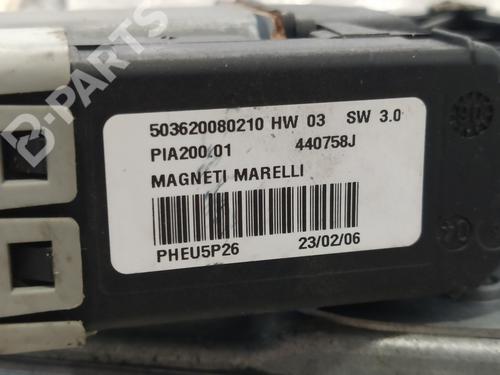 B-PARTS
503620080210 HW 03 SW 3.0
PIA200.01 440758J
MAGNETI MARELLI
PHEU5P26 23/02/06